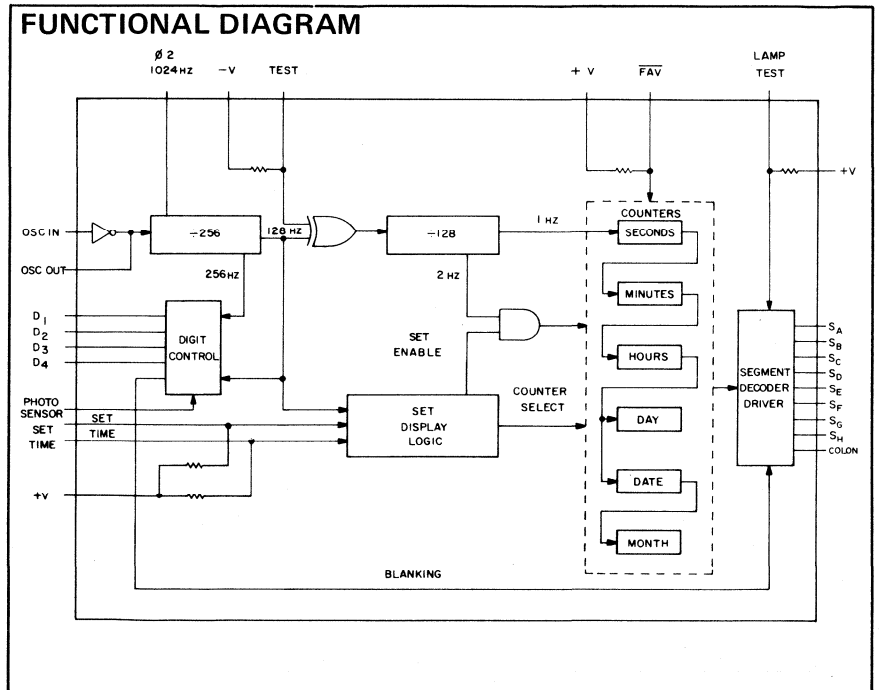 FUNCTIONAL DIAGRAM
Ø 2
1024HZ
-V
TEST
+ V
FAV
LAMP
TEST
+V
COUNTERS
OSC IN
÷256
128 HZ
÷128
1 HZ
SECONDS
OSC OUT
256HZ
2 HZ
MINUTES
D1
D2
D3
D4
DIGIT
CONTROL
SET
ENABLE
HOURS
SEGMENT
DECODER
DRIVER
SA
SB
SC
SD
SE
SF
SG
SH
COLON
PHOTO
SENSOR
SET
SET
TIME
TIME
SET
DISPLAY
LOGIC
COUNTER
SELECT
DAY
+V
DATE
MONTH
BLANKING